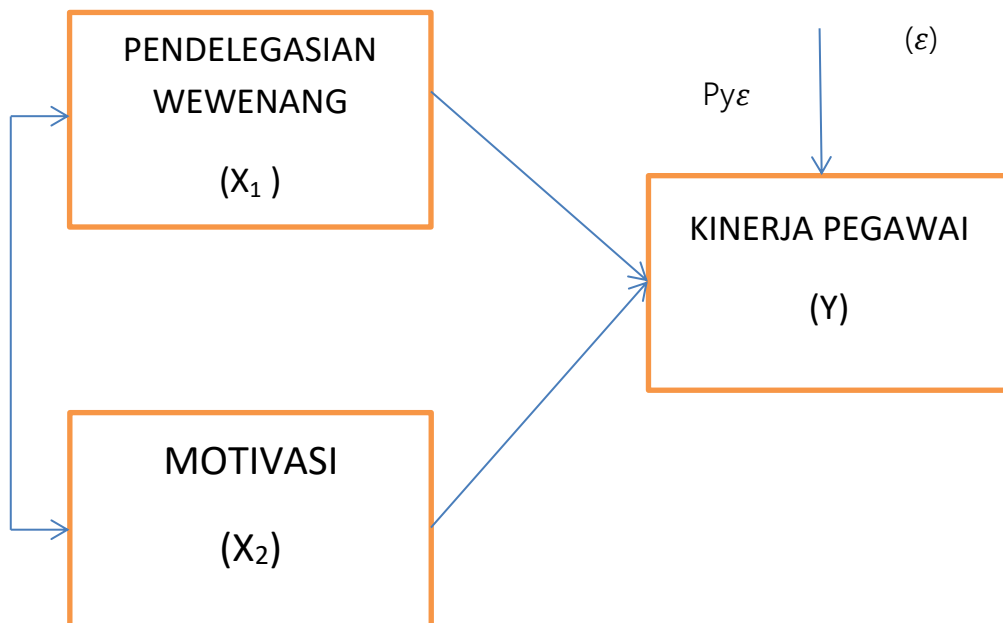 PENDELEGASIAN
WEWENANG
(X₁ )
(ε)
Pyε
KINERJA PEGAWAI
(Y)
MOTIVASI
(X₂)